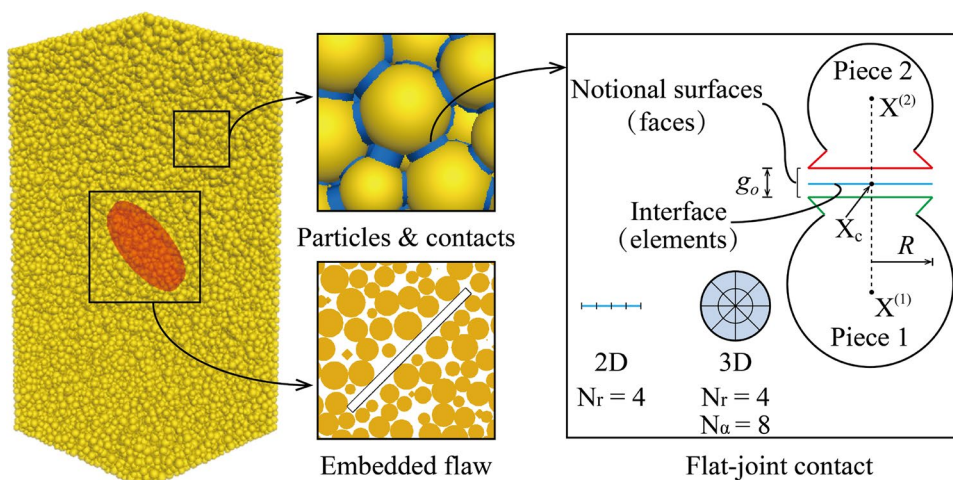 Particles & contacts
Embedded flaw
Notional surfaces
(faces)
Piece 2
X⁽²⁾
gₒ
Interface
(elements)
X꜀
R
X⁽¹⁾
Piece 1
2D
Nr = 4
3D
Nr = 4
Nα = 8
Flat-joint contact